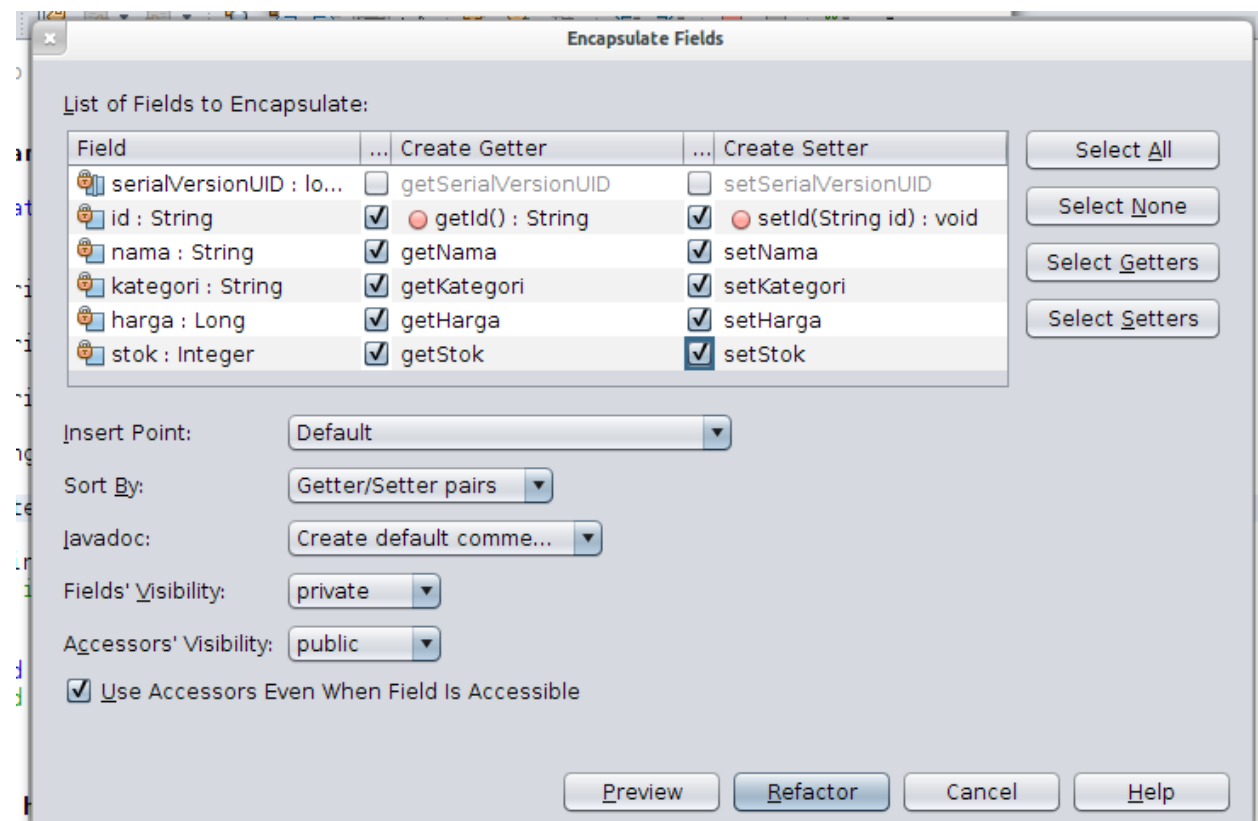 Encapsulate Fields
List of Fields to Encapsulate:
Field ... Create Getter ... Create Setter
Select All
serialVersionUID : lo... getSerialVersionUID setSerialVersionUID
id : String getId() : String setId(String id) : void
Select None
nama : String getNama setNama
Select Getters
kategori : String getKategori setKategori
harga : Long getHarga setHarga
Select Setters
stok : Integer getStok setStok
Insert Point: Default
Sort By: Getter/Setter pairs
Javadoc: Create default comme...
Fields' Visibility: private
Accessors' Visibility: public
Use Accessors Even When Field Is Accessible
Preview Refactor Cancel Help